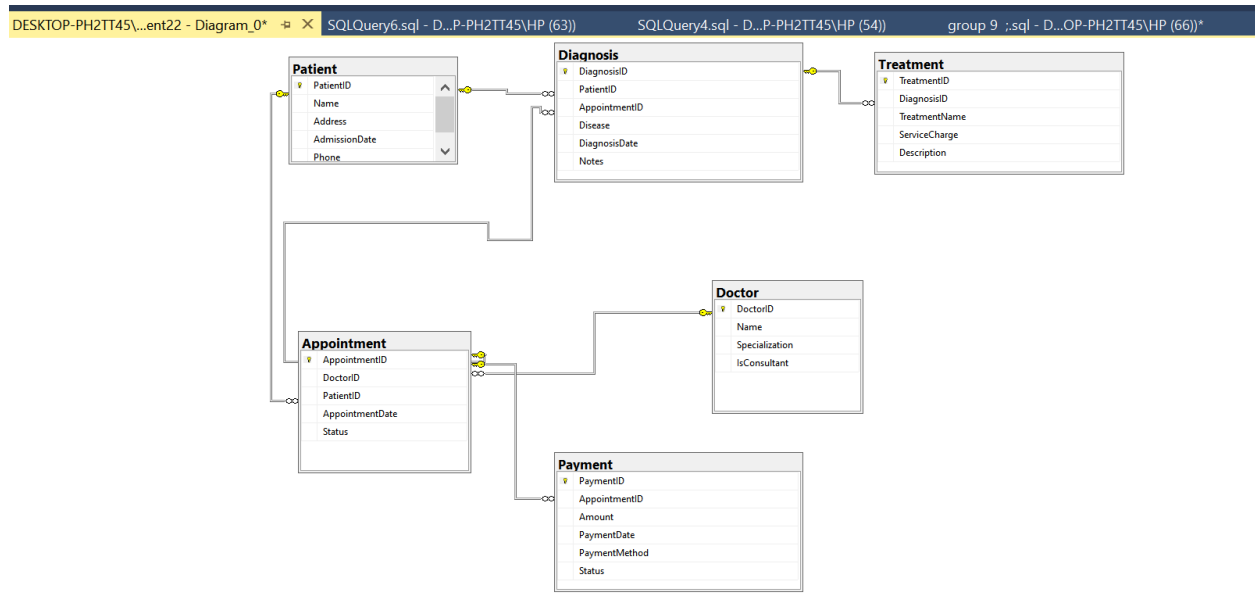 DESKTOP-PH2TT45\...ent22 - Diagram_0* SQLQuery6.sql - D...P-PH2TT45\HP (63)) SQLQuery4.sql - D...P-PH2TT45\HP (54)) group 9 ;.sql - D...OP-PH2TT45\HP (66))*
Patient
PatientID
Name
Address
AdmissionDate
Phone
Diagnosis
DiagnosisID
PatientID
AppointmentID
Disease
DiagnosisDate
Notes
Treatment
TreatmentID
DiagnosisID
TreatmentName
ServiceCharge
Description
Doctor
DoctorID
Name
Specialization
IsConsultant
Appointment
AppointmentID
DoctorID
PatientID
AppointmentDate
Status
Payment
PaymentID
AppointmentID
Amount
PaymentDate
PaymentMethod
Status